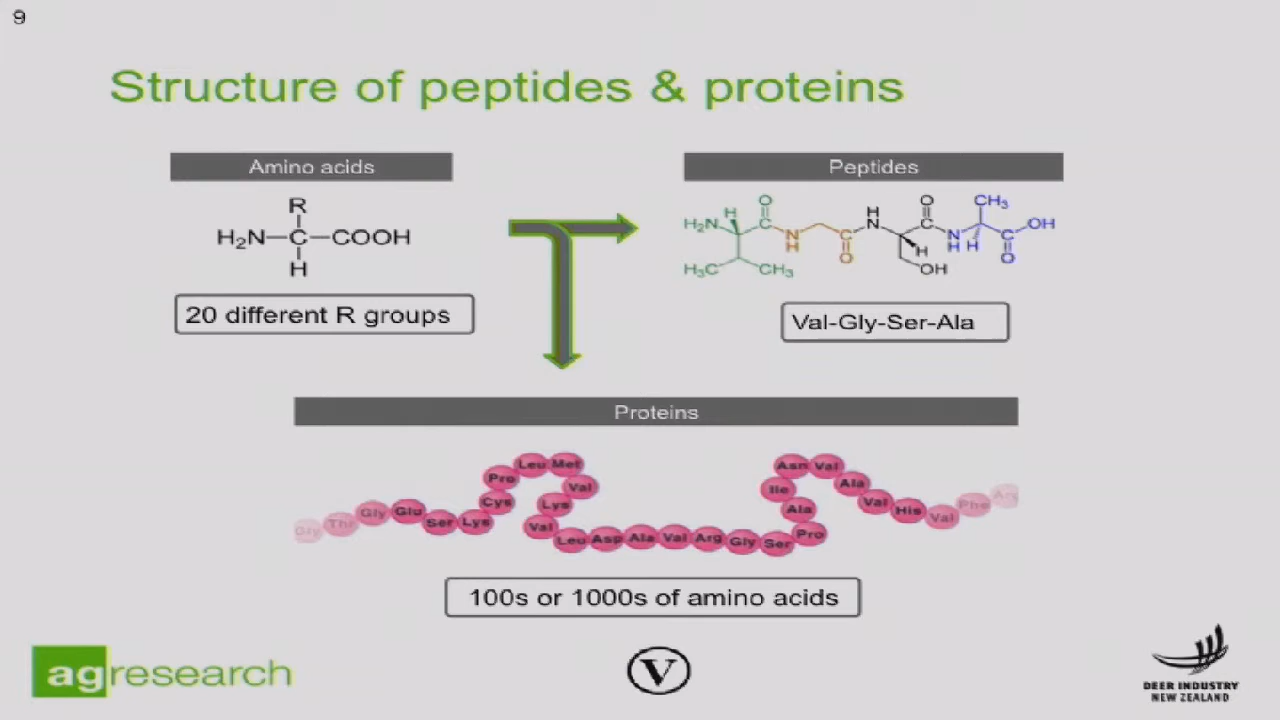 9
Structure of peptides & proteins
Amino acids
R
H₂N–C–COOH
H
20 different R groups
Peptides
H₂N H O N H O H N H OH O N H H CH₃ O OH
H₃C CH₃
Val-Gly-Ser-Ala
Proteins
Gly Thr Gly Glu Ser Lys Cys Pro Leu Met Val Lys Val Leu Asp Ala Val Arg Gly Ser Pro Ala Ile Asn Val Ala Val His Val Phe Arg
100s or 1000s of amino acids
agresearch
V
DEER INDUSTRY
NEW ZEALAND